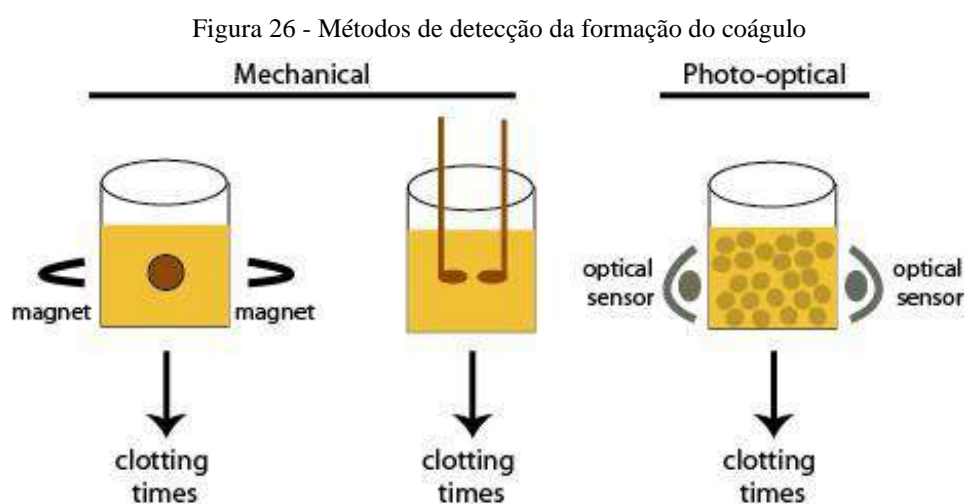 Figura 26 - Métodos de detecção da formação do coágulo
Mechanical
Photo-optical
magnet
magnet
optical
sensor
optical
sensor
clotting
times
clotting
times
clotting
times